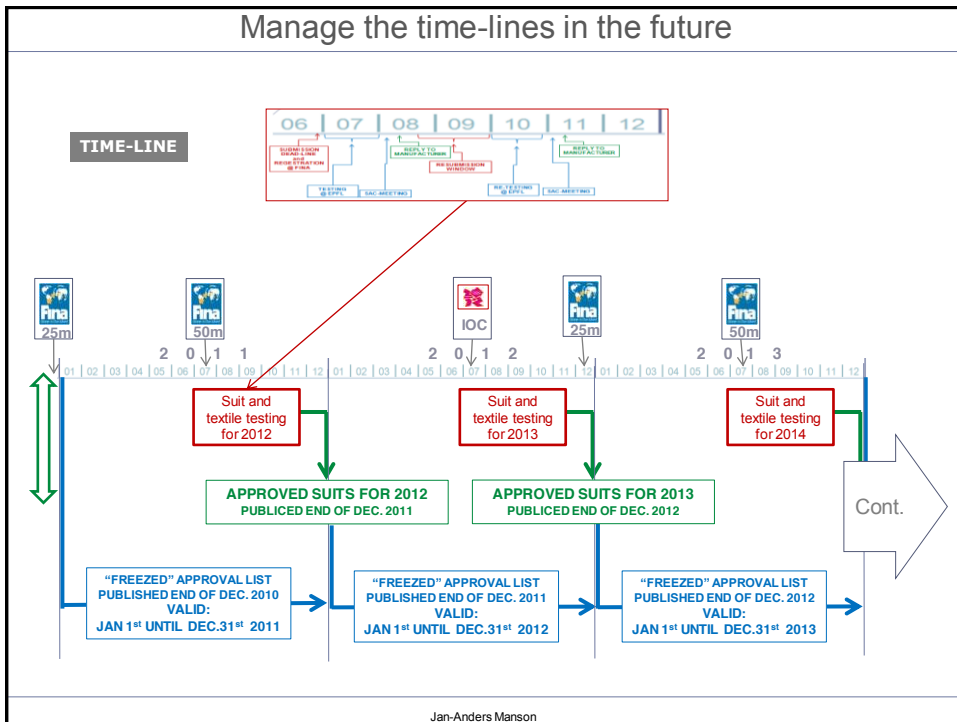 Manage the time-lines in the future
TIME-LINE
06 07 08 09 10 11 12
SUBMISSION
DEAD-LINE
and
REGISTRATION
@ FINA
REPLY TO
MANUFACTURER
RESUBMISSION
WINDOW
REPLY TO
MANUFACTURER
TESTING
@ EPFL
SAC-MEETING
RE-TESTING
@ EPFL
SAC-MEETING
Fina
25m
Fina
50m
IOC
Fina
25m
Fina
50m
2 0 1 1
2 0 1 2
2 0 1 3
01 02 03 04 05 06 07 08 09 10 11 12 01 02 03 04 05 06 07 08 09 10 11 12 01 02 03 04 05 06 07 08 09 10 11 12
Suit and
textile testing
for 2012
Suit and
textile testing
for 2013
Suit and
textile testing
for 2014
APPROVED SUITS FOR 2012
PUBLICED END OF DEC. 2011
APPROVED SUITS FOR 2013
PUBLICED END OF DEC. 2012
Cont.
“FREEZED” APPROVAL LIST
PUBLISHED END OF DEC. 2010
VALID:
JAN 1st UNTIL DEC.31st 2011
“FREEZED” APPROVAL LIST
PUBLISHED END OF DEC. 2011
VALID:
JAN 1st UNTIL DEC.31st 2012
“FREEZED” APPROVAL LIST
PUBLISHED END OF DEC. 2012
VALID:
JAN 1st UNTIL DEC.31st 2013
Jan-Anders Manson